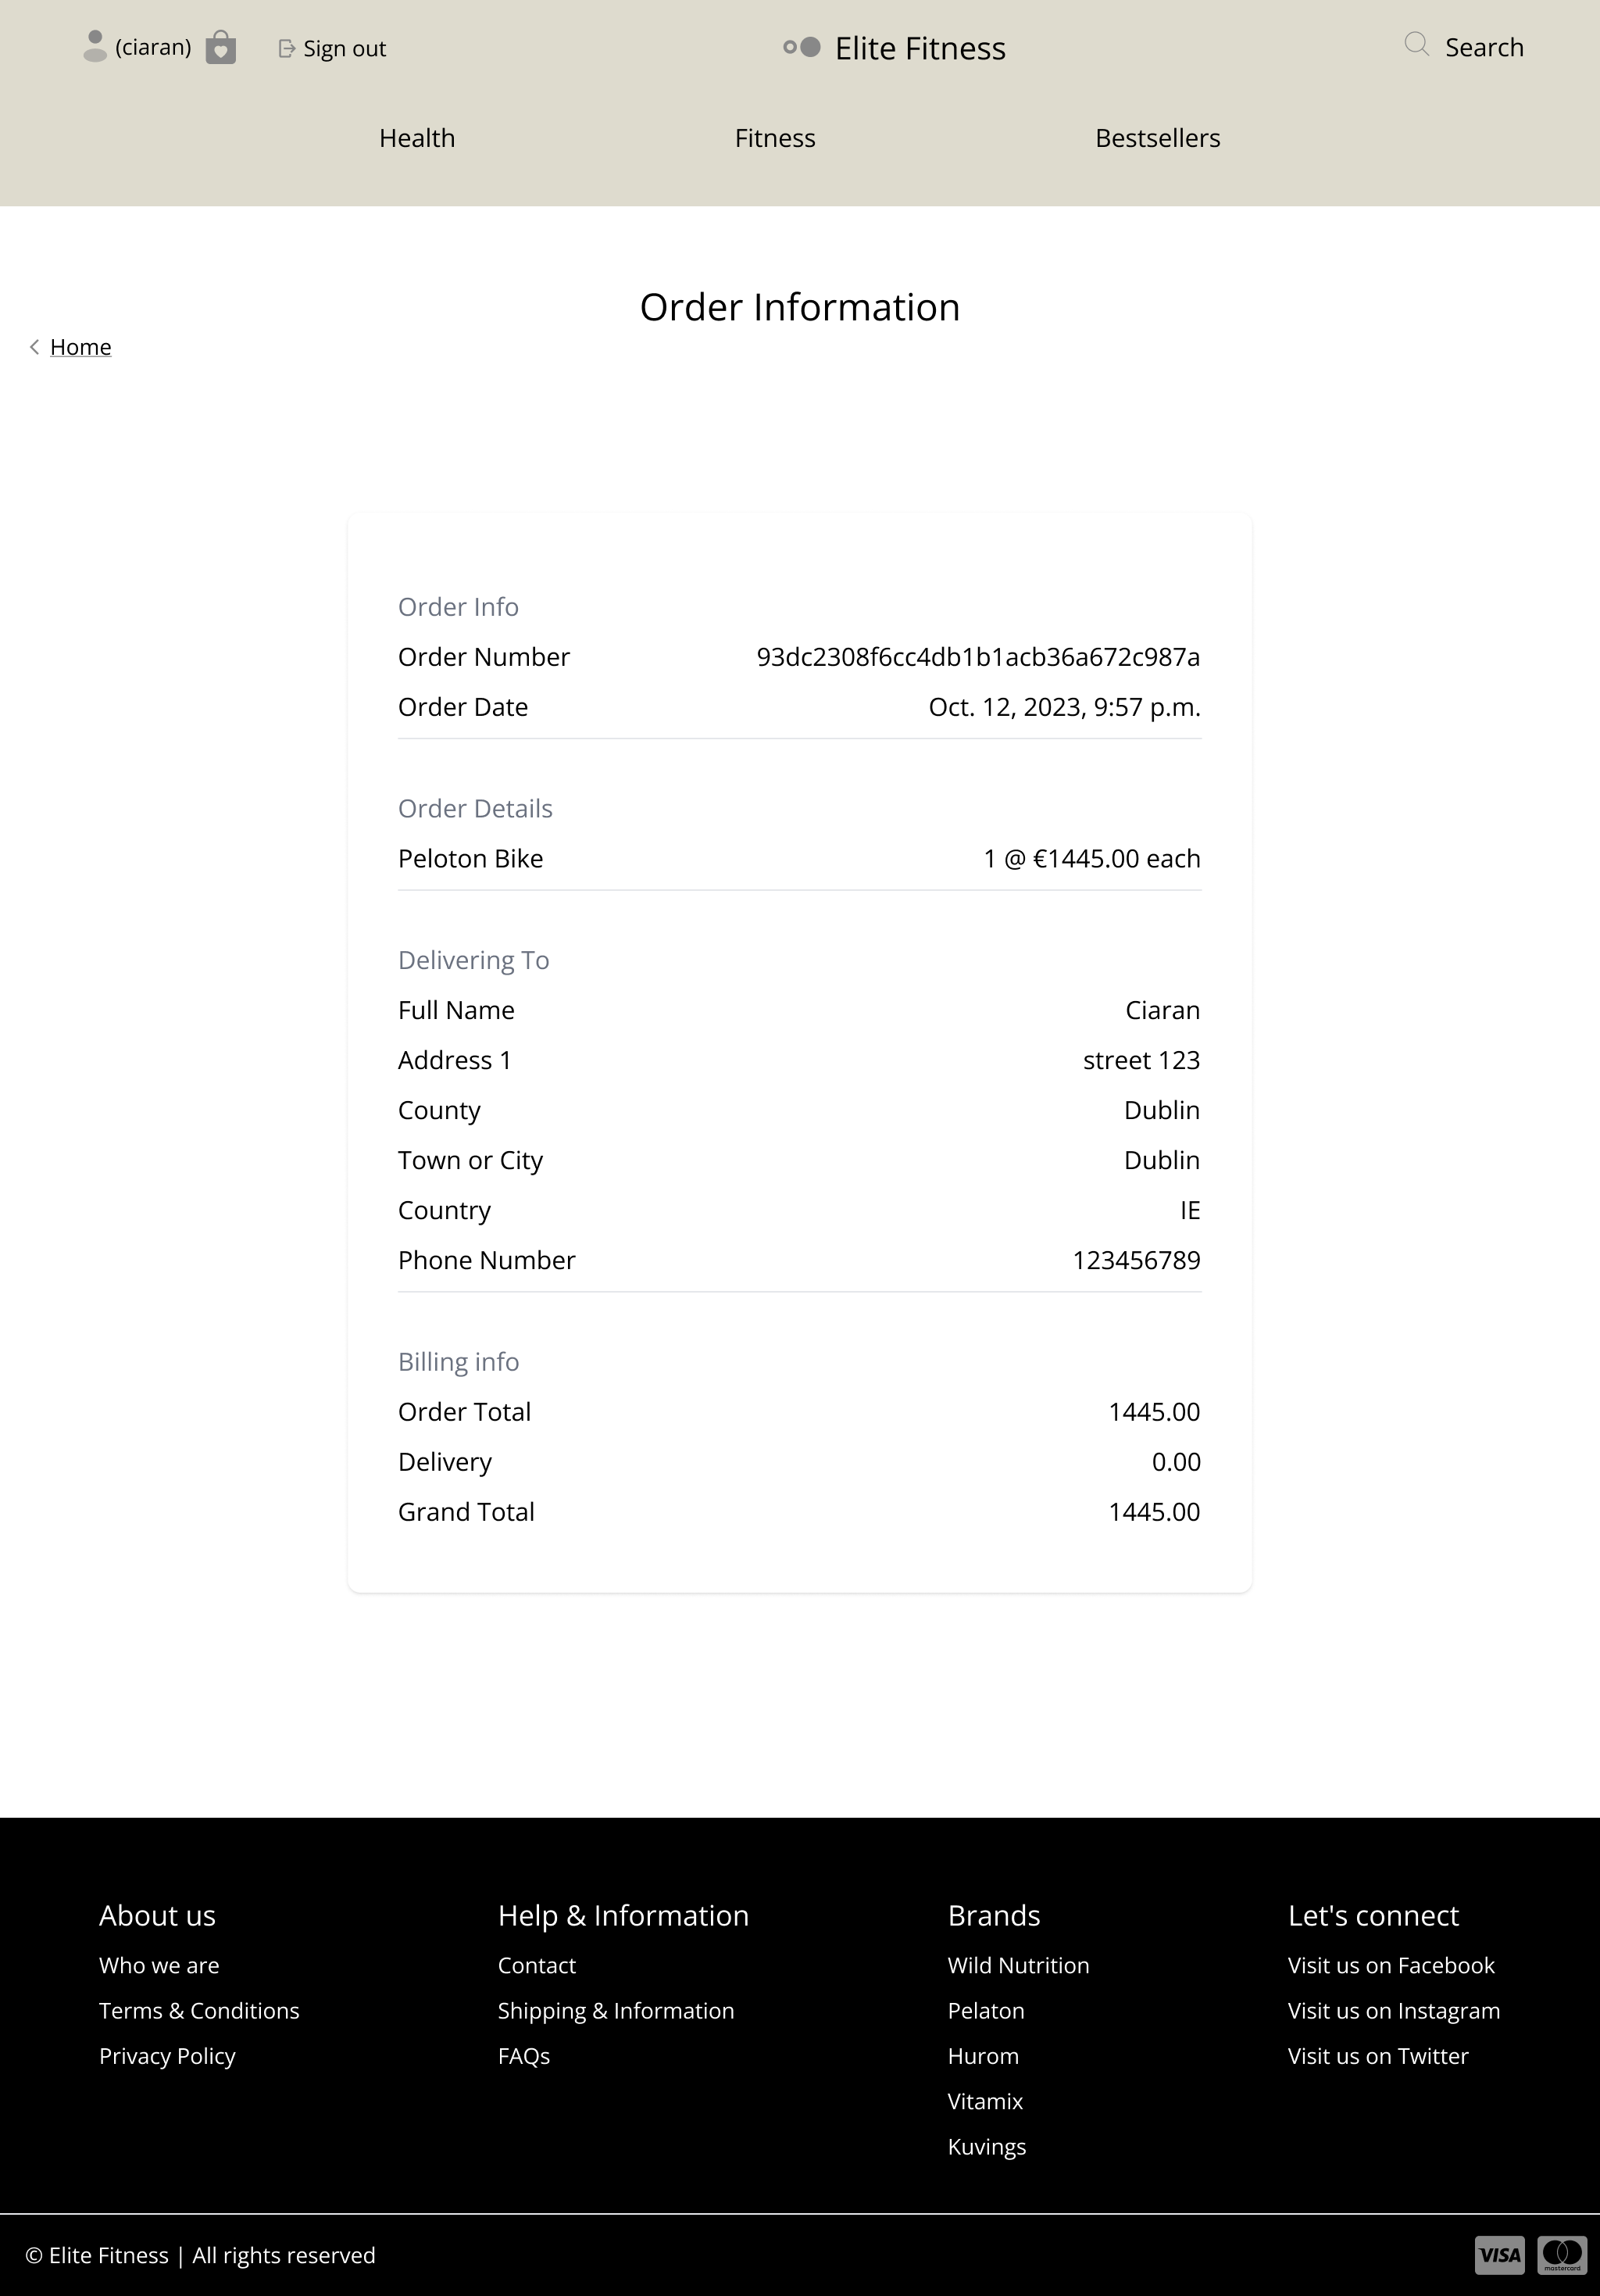 (ciaran) Sign out Elite Fitness Search
Health Fitness Bestsellers
Order Information
Home
Order Info
Order Number 93dc2308f6cc4db1b1acb36a672c987a
Order Date Oct. 12, 2023, 9:57 p.m.
Order Details
Peloton Bike 1 @ €1445.00 each
Delivering To
Full Name Ciaran
Address 1 street 123
County Dublin
Town or City Dublin
Country IE
Phone Number 123456789
Billing info
Order Total 1445.00
Delivery 0.00
Grand Total 1445.00
About us
Who we are
Terms & Conditions
Privacy Policy
Help & Information
Contact
Shipping & Information
FAQs
Brands
Wild Nutrition
Pelaton
Hurom
Vitamix
Kuvings
Let's connect
Visit us on Facebook
Visit us on Instagram
Visit us on Twitter
© Elite Fitness | All rights reserved VISA mastercard